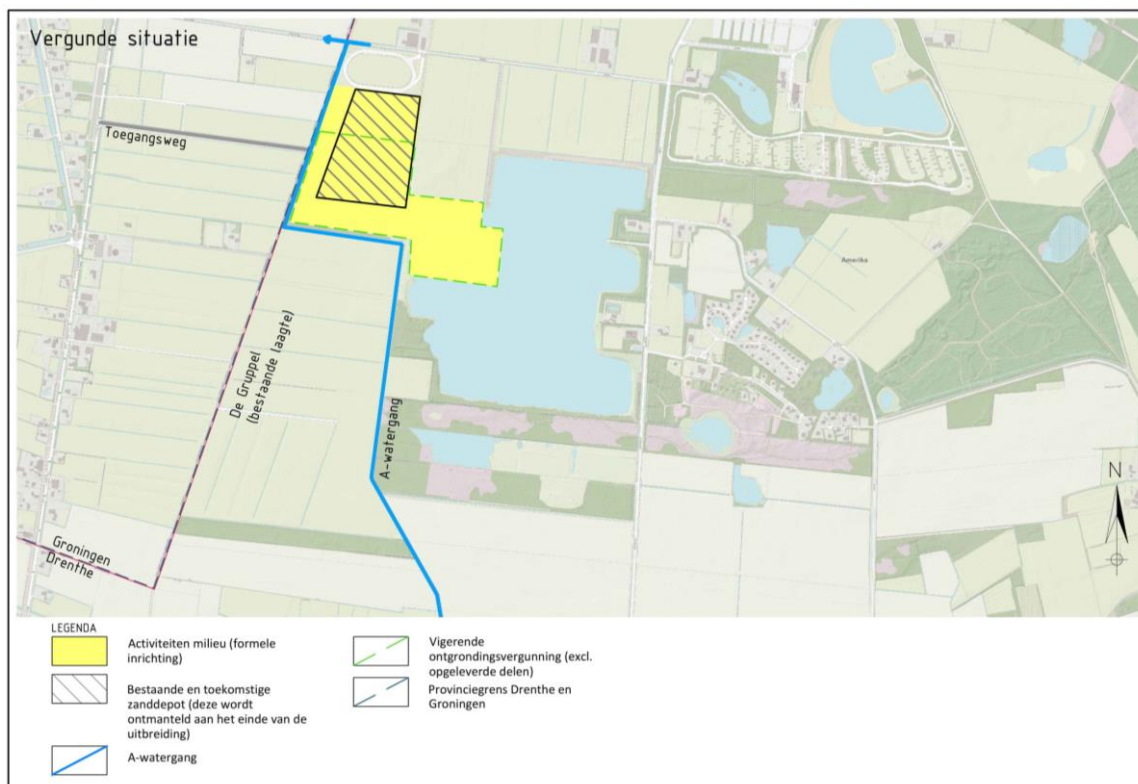 Vergunde situatie
Toegangsweg
De Gruppel
(bestaande laagte)
A-watergang
Amerika
Groningen
Drenthe
N
LEGENDA
Activiteiten milieu (formele
inrichting)
Bestaande en toekomstige
zanddepot (deze wordt
ontmanteld aan het einde van de
uitbreiding)
A-watergang
Vigerende
ontgrondingsvergunning (excl.
opgeleverde delen)
Provinciegrens Drenthe en
Groningen